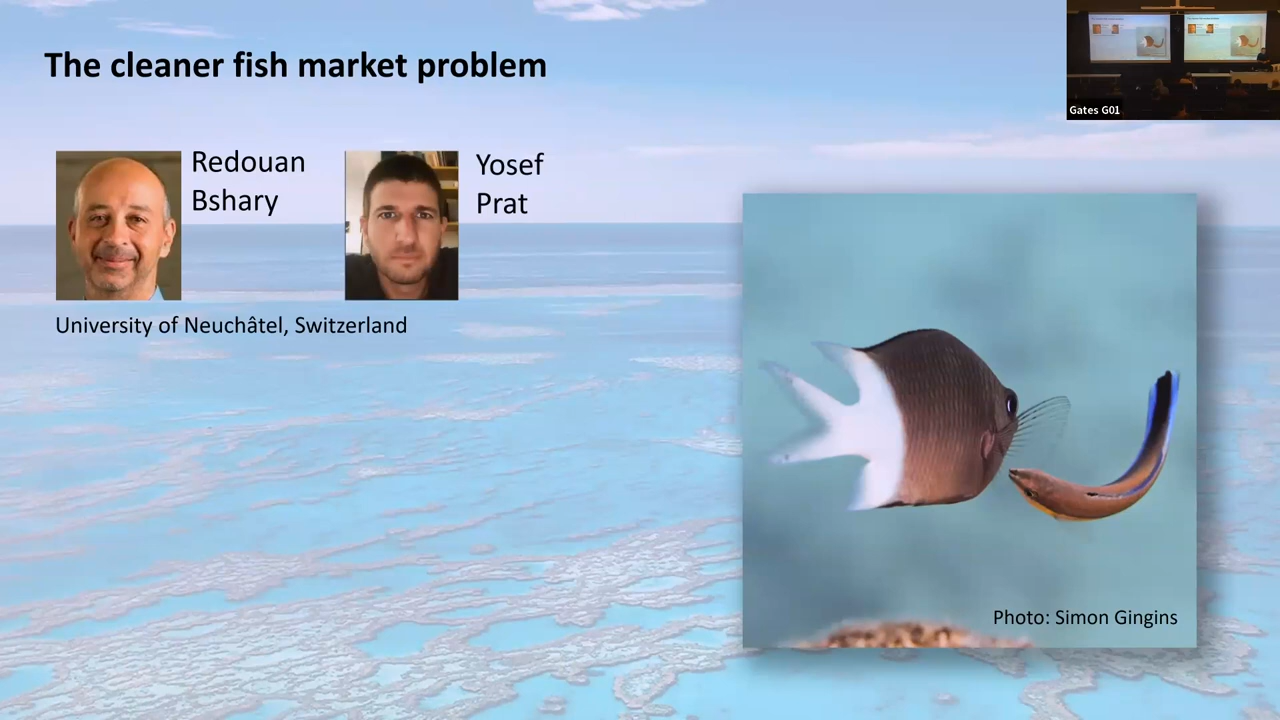 The cleaner fish market problem
Redouan
Bshary
Yosef
Prat
University of Neuchâtel, Switzerland
Photo: Simon Gingins
Gates G01